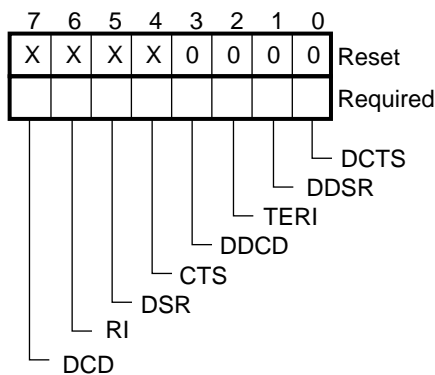 7 6 5 4 3 2 1 0
X X X X 0 0 0 0 Reset
Required
DCTS
DDSR
TERI
DDCD
CTS
DSR
RI
DCD